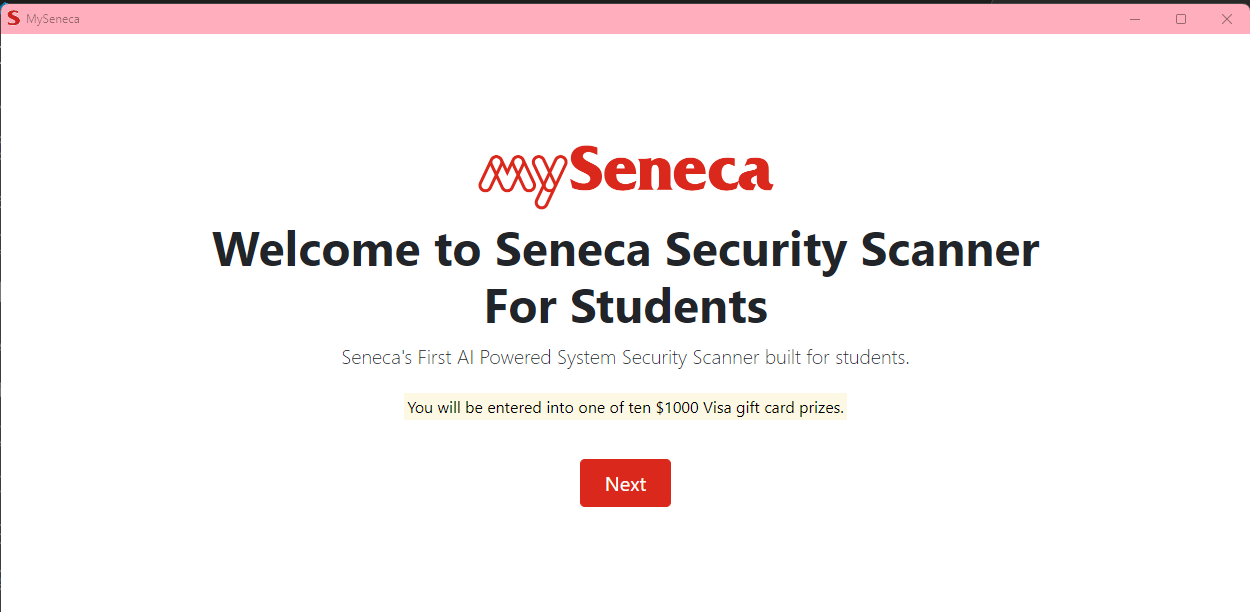 MySeneca
mySeneca
Welcome to Seneca Security Scanner
For Students
Seneca's First AI Powered System Security Scanner built for students.
You will be entered into one of ten $1000 Visa gift card prizes.
Next